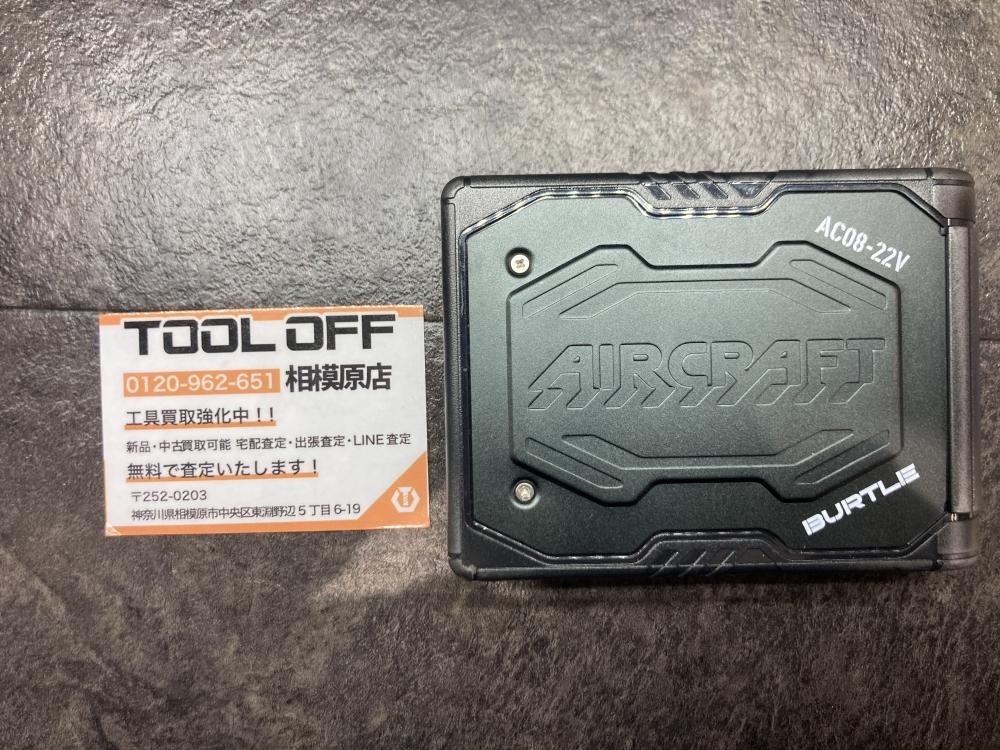 TOOL OFF
0120-962-651 相模原店
工具買取強化中！！
新品・中古買取可能 宅配査定・出張査定・LINE査定
無料で査定いたします！
〒252-0203
神奈川県相模原市中央区東淵野辺5丁目6-19
AC08-22V
AIRCRAFT
BURTLE